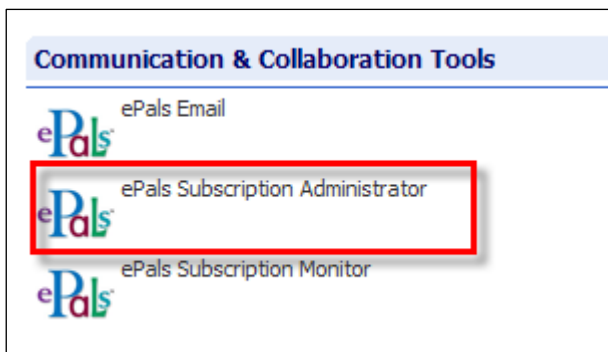 Communication & Collaboration Tools
ePals Email
ePals
ePals Subscription Administrator
ePals
ePals Subscription Monitor
ePals